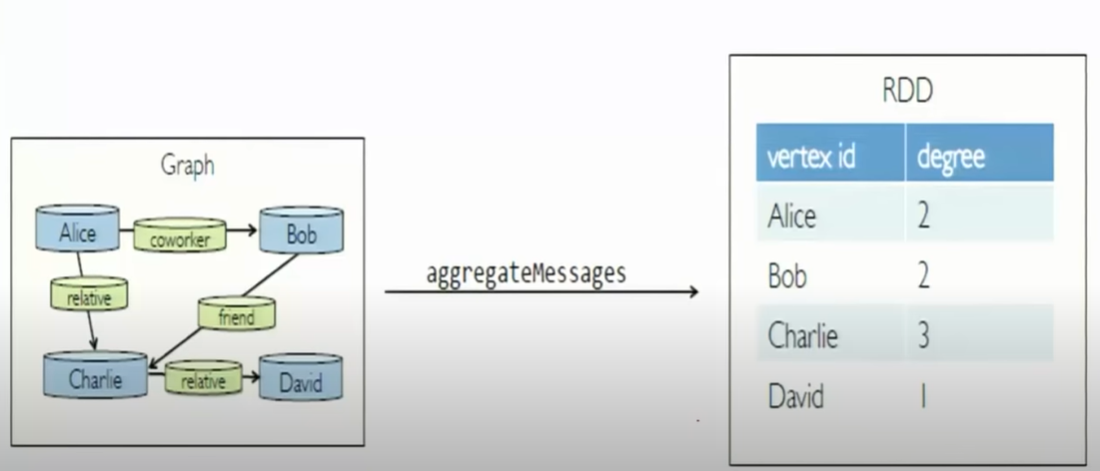 Graph
Alice
coworker
Bob
relative
friend
Charlie
relative
David
aggregateMessages
RDD
vertex id degree
Alice 2
Bob 2
Charlie 3
David 1